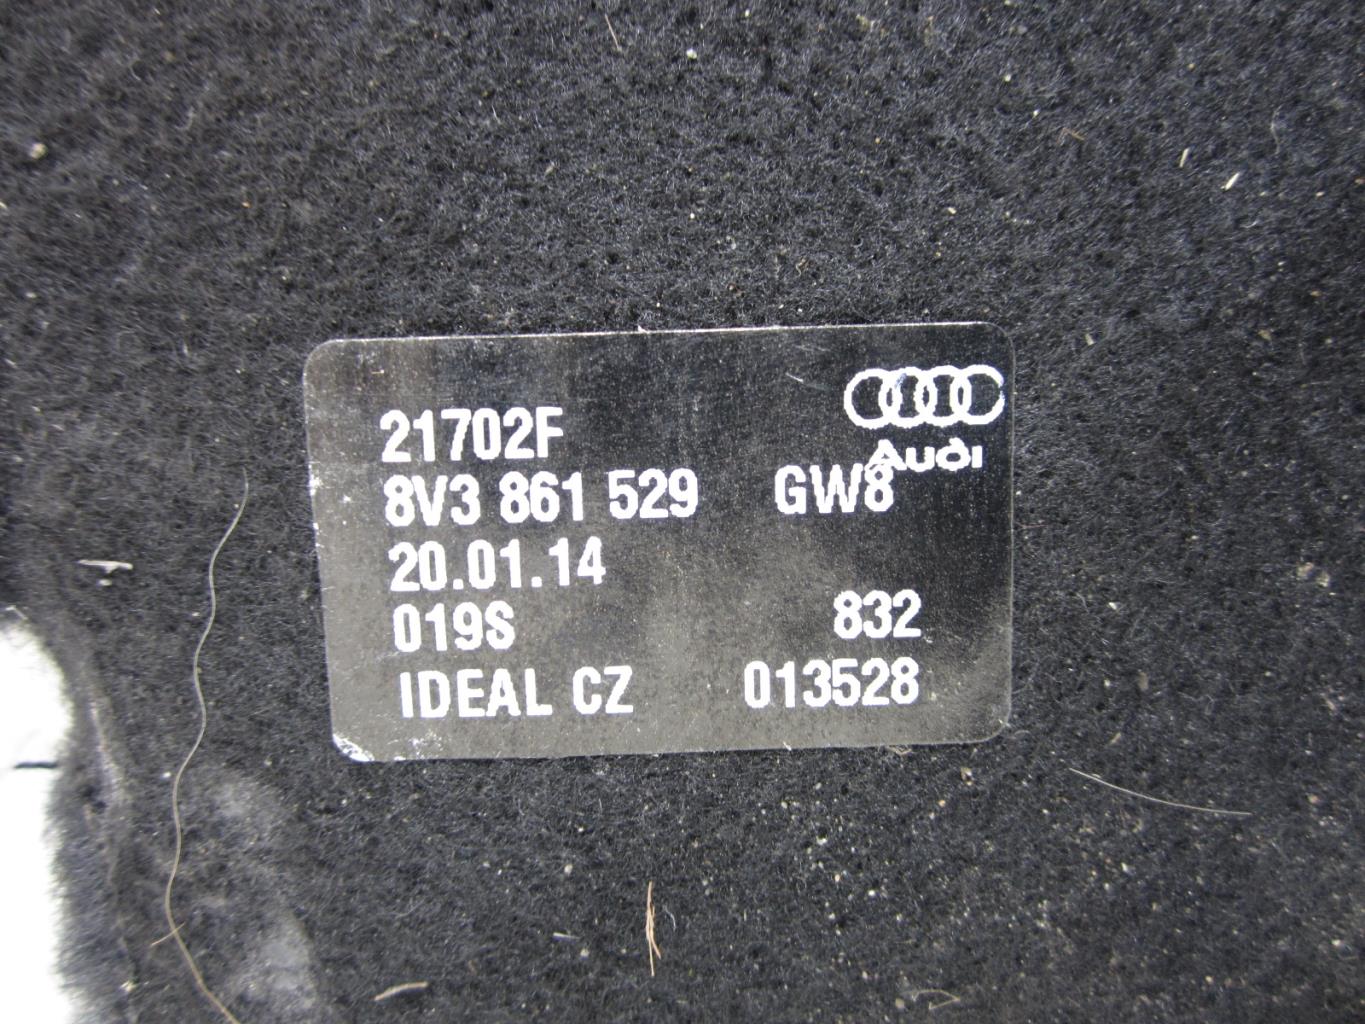 21702F
Audi
8V3 861 529 GW8
20.01.14
019S 832
IDEAL CZ 013528